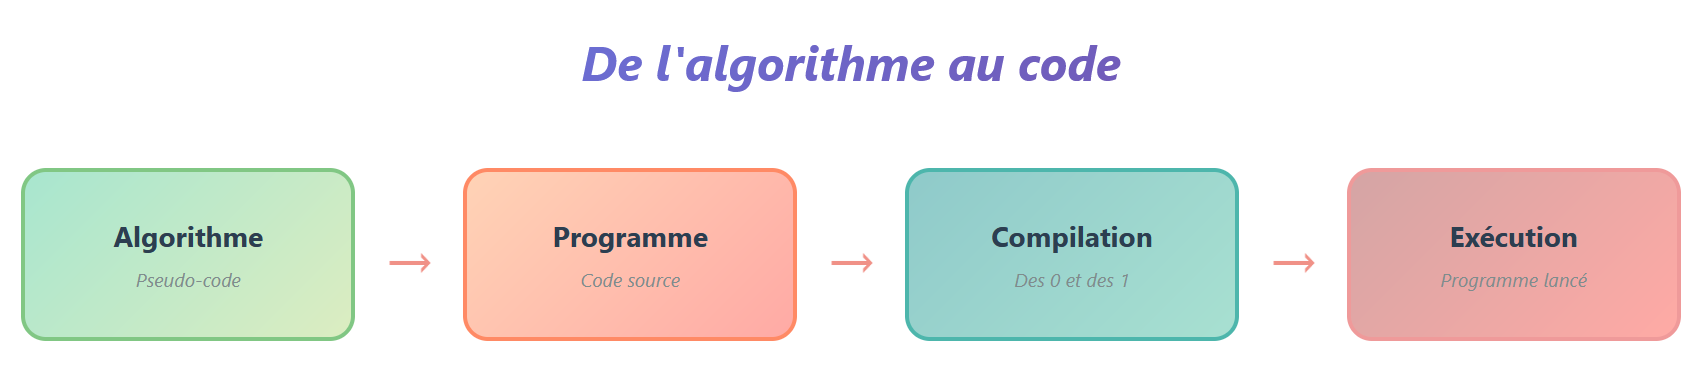 De l'algorithme au code
Algorithme
Pseudo-code
→
Programme
Code source
→
Compilation
Des 0 et des 1
→
Exécution
Programme lancé